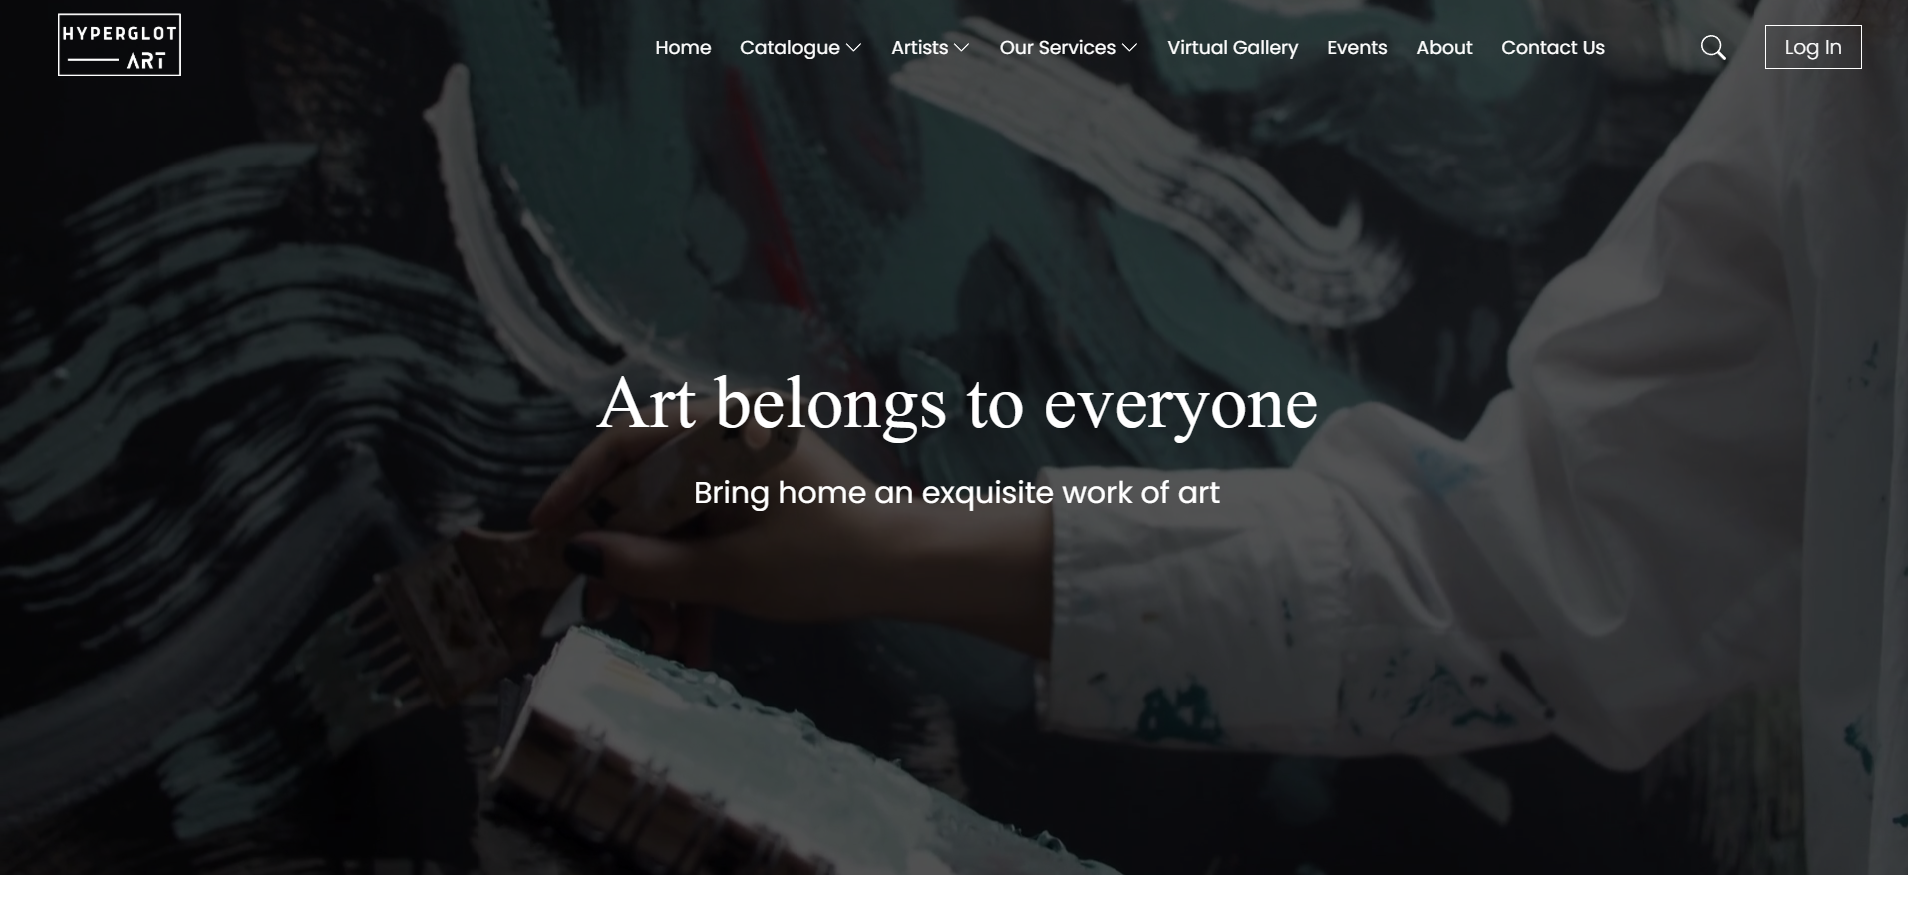 HYPERGLOT
ART
Home Catalogue Artists Our Services Virtual Gallery Events About Contact Us Log In
Art belongs to everyone
Bring home an exquisite work of art